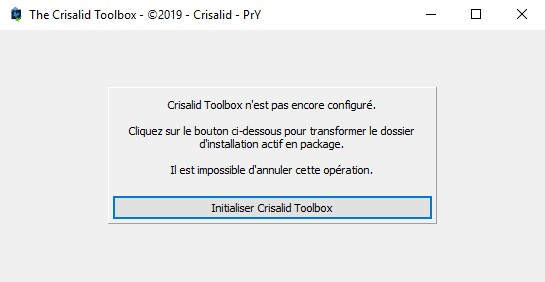 The Crisalid Toolbox - ©2019 - Crisalid - PrY
Crisalid Toolbox n'est pas encore configuré.
Cliquez sur le bouton ci-dessous pour transformer le dossier
d'installation actif en package.
Il est impossible d'annuler cette opération.
Initialiser Crisalid Toolbox